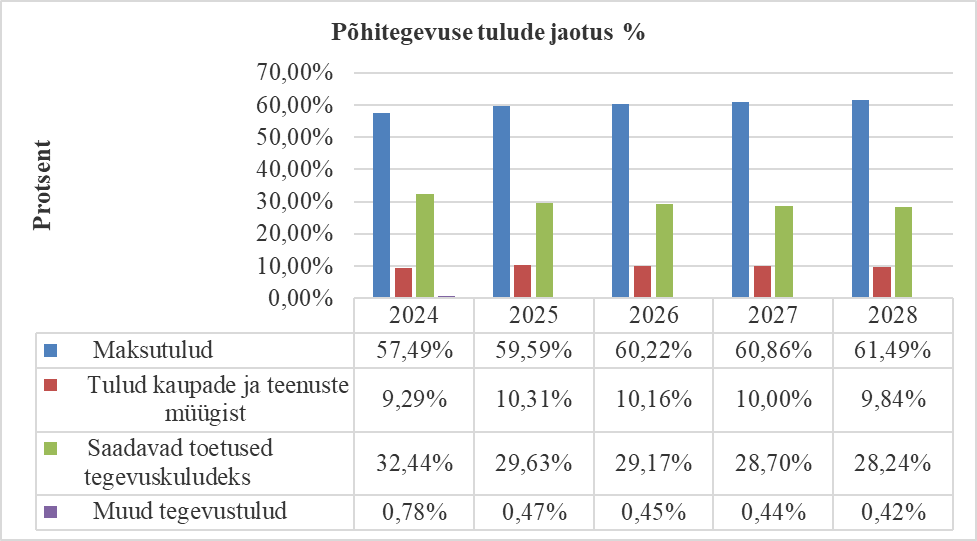 Põhitegevuse tulude jaotus %
Protsent
70,00%
60,00%
50,00%
40,00%
30,00%
20,00%
10,00%
0,00%
2024 2025 2026 2027 2028
Maksutulud 57,49% 59,59% 60,22% 60,86% 61,49%
Tulud kaupade ja teenuste
müügist 9,29% 10,31% 10,16% 10,00% 9,84%
Saadavad toetused
tegevuskuludeks 32,44% 29,63% 29,17% 28,70% 28,24%
Muud tegevustulud 0,78% 0,47% 0,45% 0,44% 0,42%